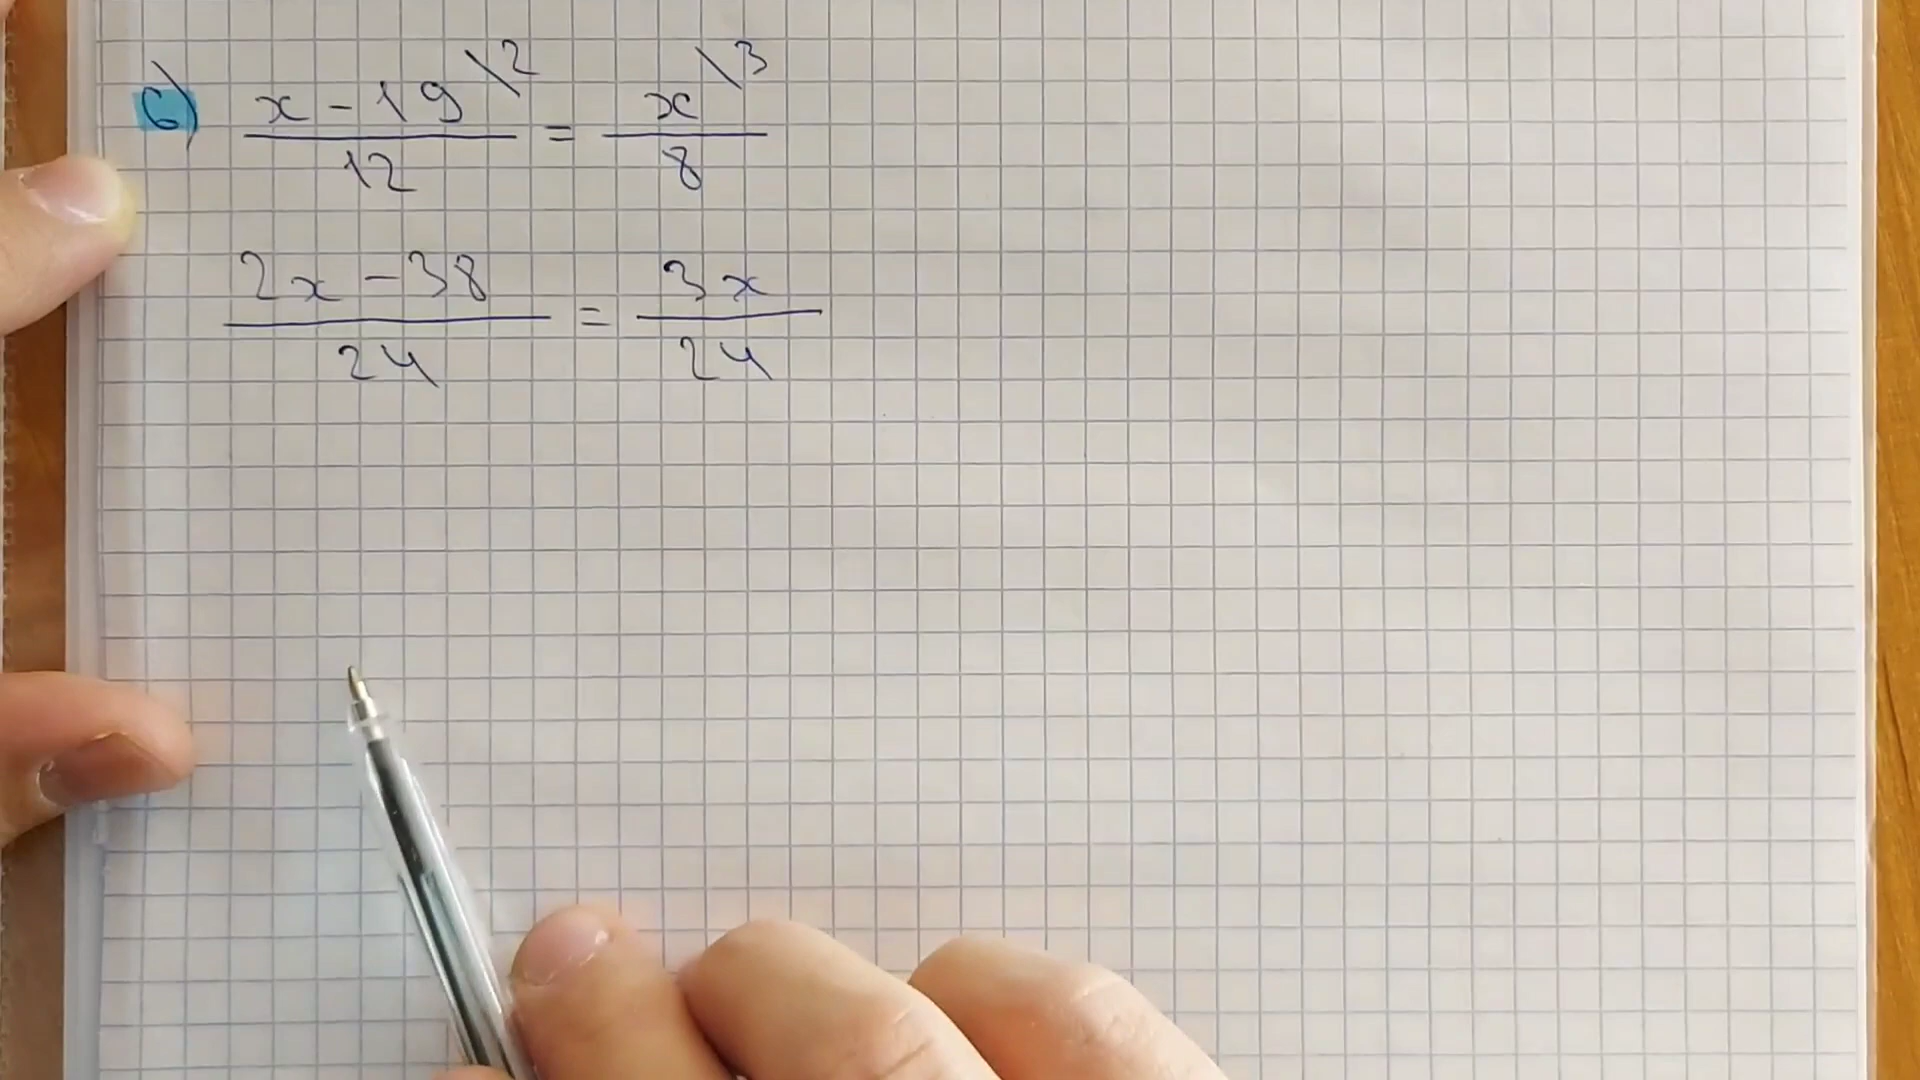 6) x - 19 \2 / 12 = x \3 / 8
2x - 38 / 24 = 3x / 24